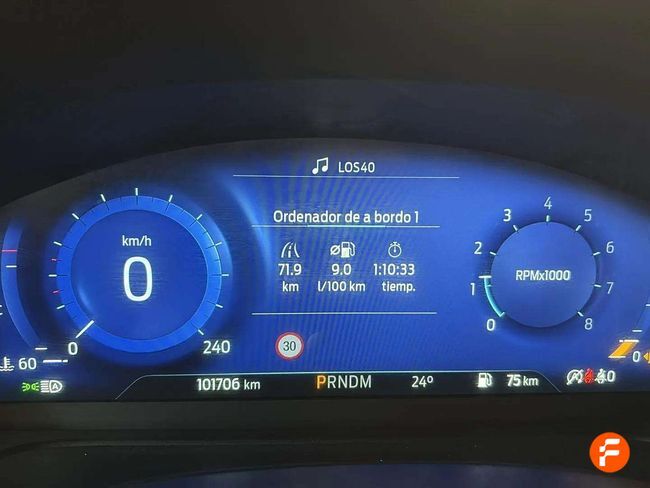 LOS40
Ordenador de a bordo 1
71.9 9.0 1:10:33
km l/100 km tiemp.
km/h
0
0 240
0 1 2 3 4 5 6 7 8
RPMx1000
30
60
A
101706 km PRNDM 24° 75 km
0
0